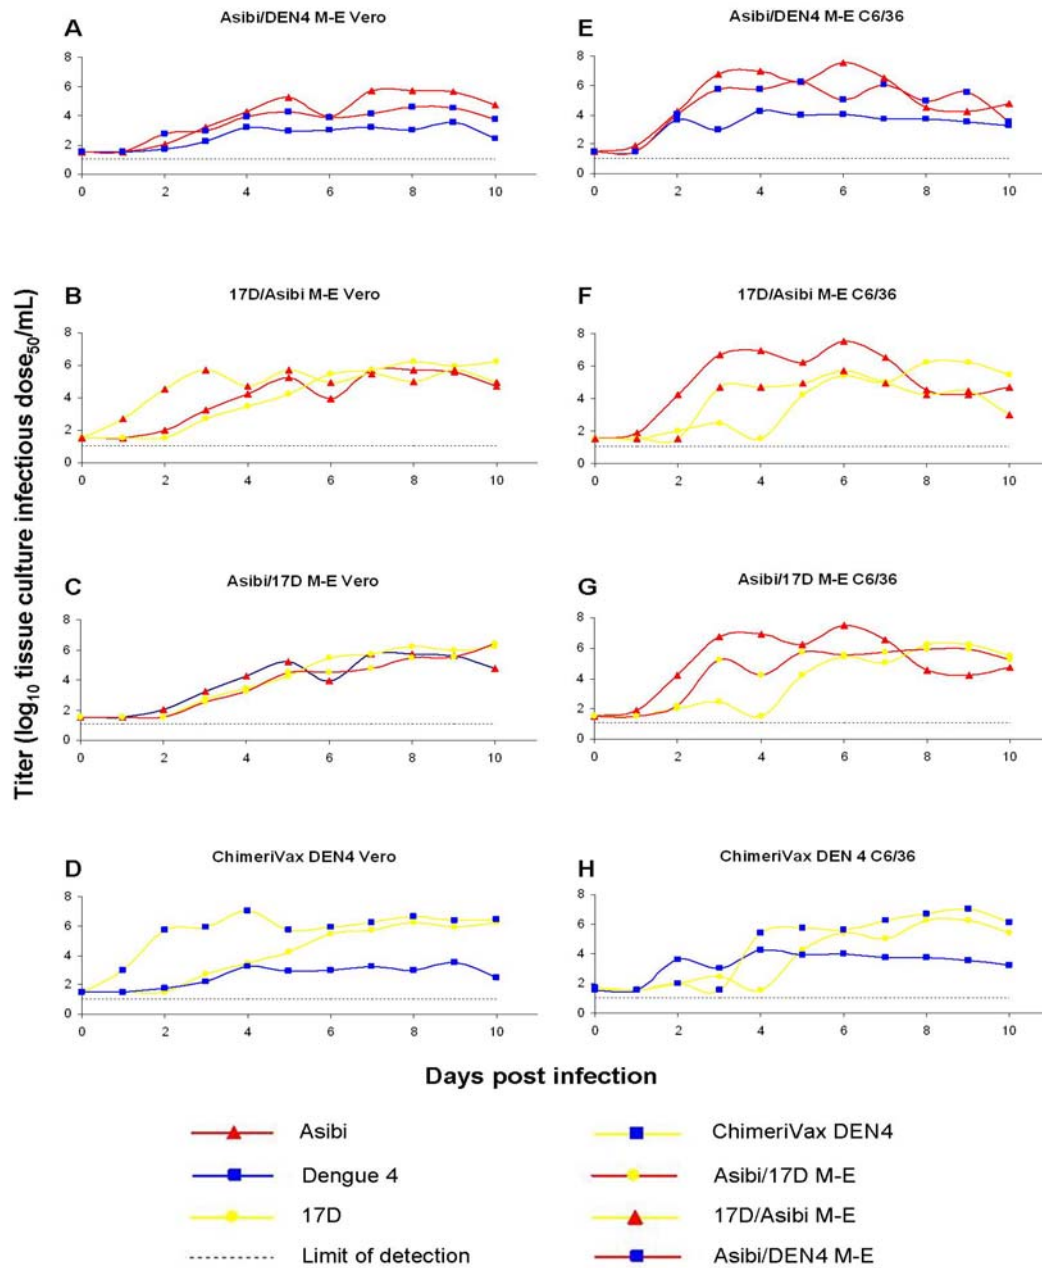 A
Asibi/DEN4 M-E Vero
8
6
4
2
0
0 2 4 6 8 10
E
Asibi/DEN4 M-E C6/36
8
6
4
2
0
0 2 4 6 8 10
B
17D/Asibi M-E Vero
8
6
4
2
0
0 2 4 6 8 10
F
17D/Asibi M-E C6/36
8
6
4
2
0
0 2 4 6 8 10
C
Asibi/17D M-E Vero
8
6
4
2
0
0 2 4 6 8 10
G
Asibi/17D M-E C6/36
8
6
4
2
0
0 2 4 6 8 10
D
ChimeriVax DEN4 Vero
8
6
4
2
0
0 2 4 6 8 10
H
ChimeriVax DEN 4 C6/36
8
6
4
2
0
0 2 4 6 8 10
Titer (log10 tissue culture infectious dose50/mL)
Days post infection
Asibi
Dengue 4
17D
Limit of detection
ChimeriVax DEN4
Asibi/17D M-E
17D/Asibi M-E
Asibi/DEN4 M-E